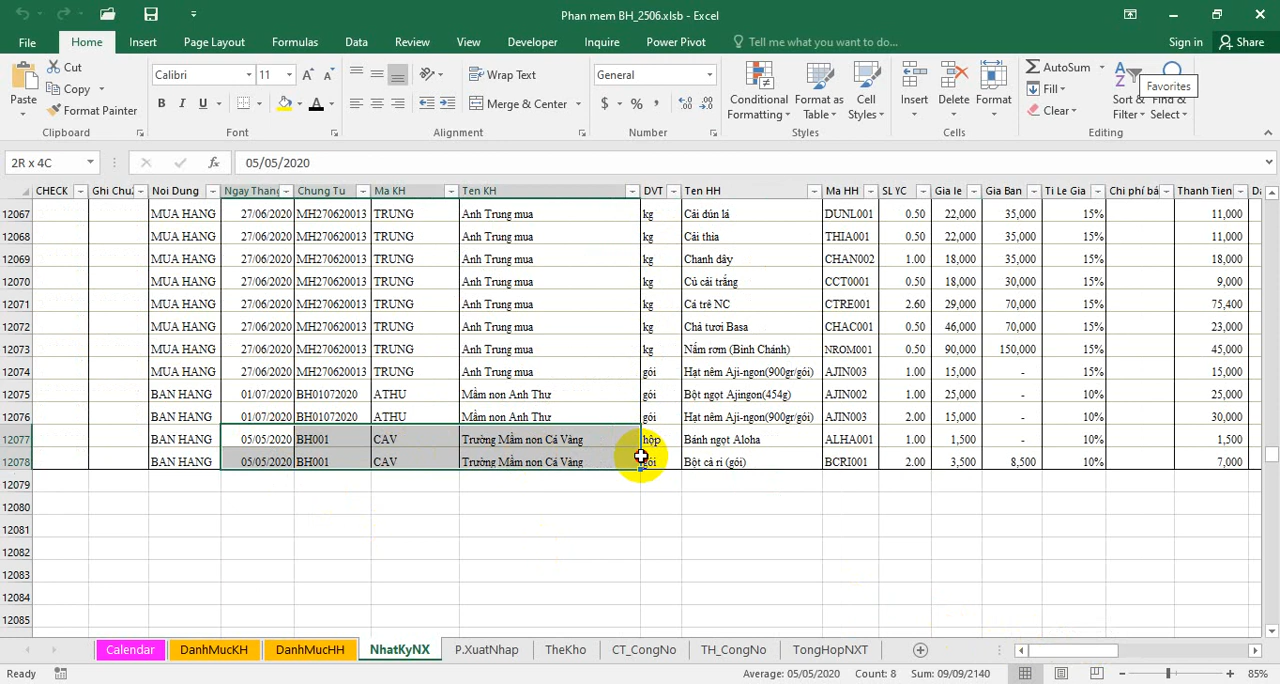 Phan mem BH_2506.xlsb - Excel
File Home Insert Page Layout Formulas Data Review View Developer Inquire Power Pivot Tell me what you want to do... Sign in Share
Paste Cut Copy Format Painter Clipboard
Calibri 11 B I U A Font
Wrap Text Merge & Center Alignment
General $ % , Number
Conditional Formatting Format as Table Cell Styles Styles
Insert Delete Format Cells
AutoSum Fill Clear Sort & Filter Find & Select Editing
Favorites
2R x 4C fx 05/05/2020
CHECK Ghi Chu Noi Dung Ngay Thang Chung Tu Ma KH Ten KH DVT Ten HH Ma HH SL YC Gia le Gia Ban Ti Le Gia Chi phí bá Thanh Tien
12067 MUA HANG 27/06/2020 MH270620013 TRUNG Anh Trung mua kg Cải dún lá DUNL001 0.50 22,000 35,000 15% 11,000
12068 MUA HANG 27/06/2020 MH270620013 TRUNG Anh Trung mua kg Cải thìa THIA001 0.50 22,000 35,000 15% 11,000
12069 MUA HANG 27/06/2020 MH270620013 TRUNG Anh Trung mua kg Chanh dây CHAN002 1.00 18,000 35,000 15% 18,000
12070 MUA HANG 27/06/2020 MH270620013 TRUNG Anh Trung mua kg Củ cải trắng CCT0001 0.50 18,000 30,000 15% 9,000
12071 MUA HANG 27/06/2020 MH270620013 TRUNG Anh Trung mua kg Cá trê NC CTRE001 2.60 29,000 70,000 15% 75,400
12072 MUA HANG 27/06/2020 MH270620013 TRUNG Anh Trung mua kg Chả tươi Basa CHAC001 0.50 46,000 70,000 15% 23,000
12073 MUA HANG 27/06/2020 MH270620013 TRUNG Anh Trung mua kg Nấm rơm (Bình Chánh) NROM001 0.50 90,000 150,000 15% 45,000
12074 MUA HANG 27/06/2020 MH270620013 TRUNG Anh Trung mua gói Hạt nêm Aji-ngon(900gr/gói) AJIN003 1.00 15,000 - 15% 15,000
12075 BAN HANG 01/07/2020 BH01072020 ATHU Mầm non Anh Thư gói Bột ngọt Ajingon(454g) AJIN002 1.00 25,000 - 10% 25,000
12076 BAN HANG 01/07/2020 BH01072020 ATHU Mầm non Anh Thư gói Hạt nêm Aji-ngon(900gr/gói) AJIN003 2.00 15,000 - 10% 30,000
12077 BAN HANG 05/05/2020 BH001 CAV Trường Mầm non Cá Vàng hộp Bánh ngọt Aloha ALHA001 1.00 1,500 - 10% 1,500
12078 BAN HANG 05/05/2020 BH001 CAV Trường Mầm non Cá Vàng gói Bột cà ri (gói) BCRI001 2.00 3,500 8,500 10% 7,000
12079
12080
12081
12082
12083
12084
12085
Calendar DanhMucKH DanhMucHH NhatKyNX P.XuatNhap TheKho CT_CongNo TH_CongNo TongHopNXT
Ready Average: 05/05/2020 Count: 8 Sum: 09/09/2140 85%